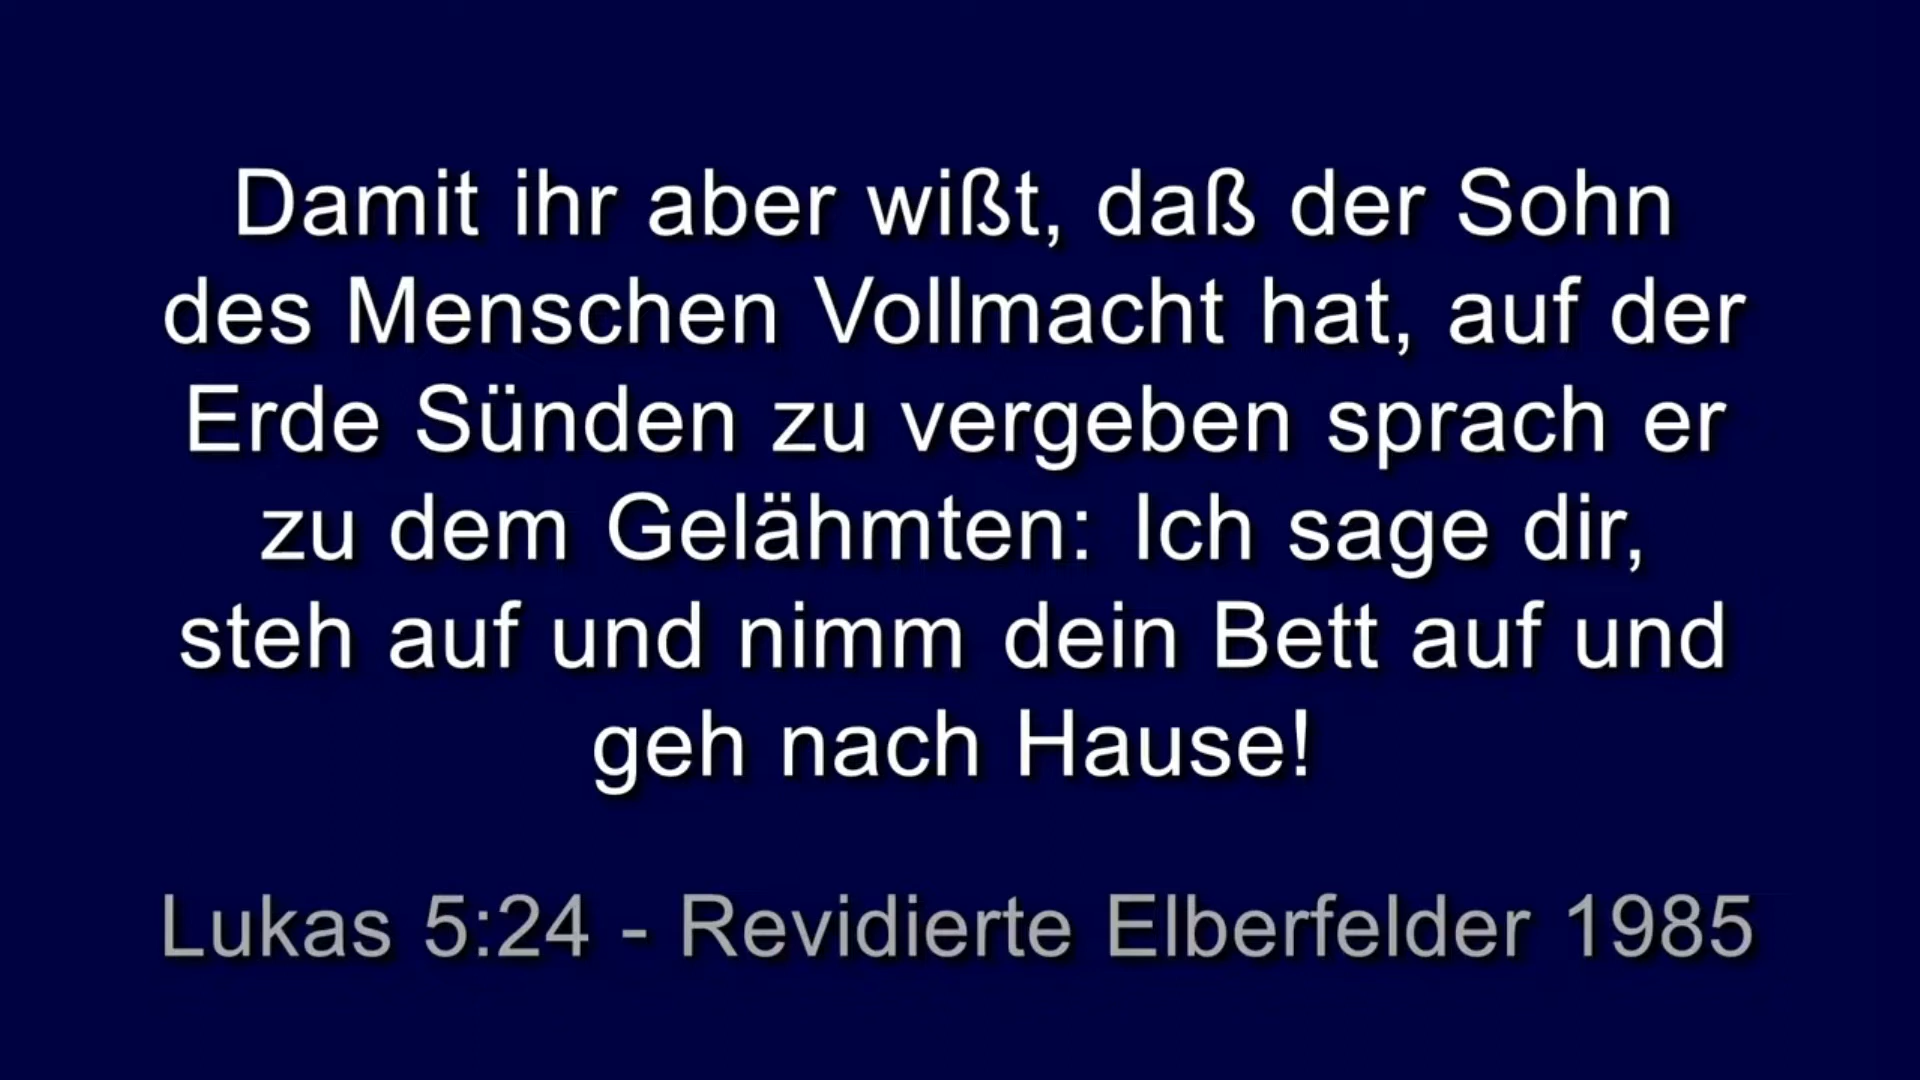 Damit ihr aber wißt, daß der Sohn
des Menschen Vollmacht hat, auf der
Erde Sünden zu vergeben sprach er
zu dem Gelähmten: Ich sage dir,
steh auf und nimm dein Bett auf und
geh nach Hause!
Lukas 5:24 - Revidierte Elberfelder 1985